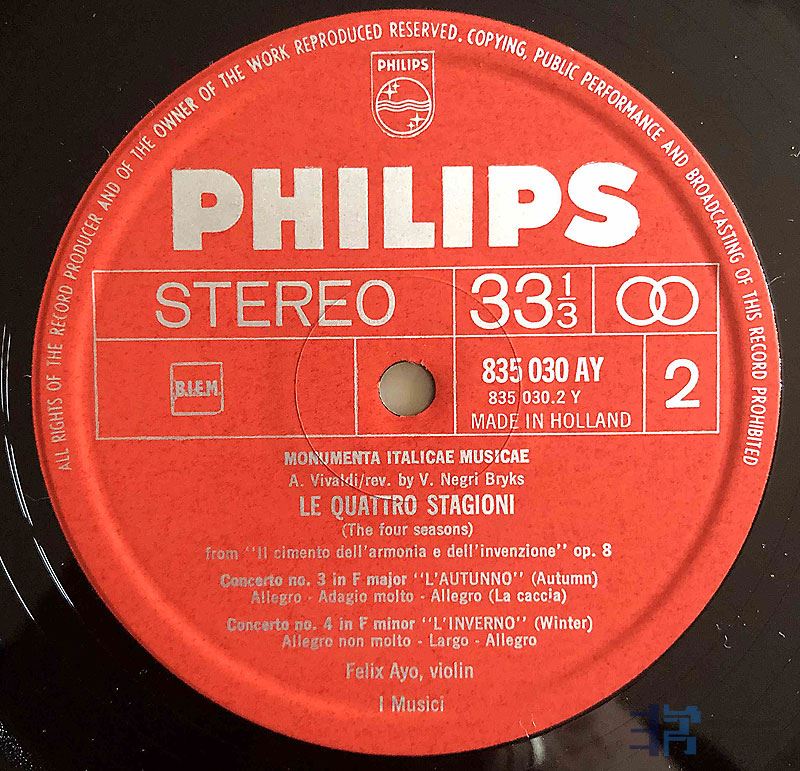 ALL RIGHTS OF THE RECORD PRODUCER AND OF THE OWNER OF THE WORK REPRODUCED RESERVED. COPYING, PUBLIC PERFORMANCE AND BROADCASTING OF THIS RECORD PROHIBITED
PHILIPS
PHILIPS
STEREO 33 1/3
B.I.E.M. 835 030 AY 2
835 030.2 Y
MADE IN HOLLAND
MONUMENTA ITALICAE MUSICAE
A. Vivaldi/rev. by V. Negri Bryks
LE QUATTRO STAGIONI
(The four seasons)
from "Il cimento dell'armonia e dell'invenzione" op. 8
Concerto no. 3 in F major "L'AUTUNNO" (Autumn)
Allegro - Adagio molto - Allegro (La caccia)
Concerto no. 4 in F minor "L'INVERNO" (Winter)
Allegro non molto - Largo - Allegro
Felix Ayo, violin
I Musici